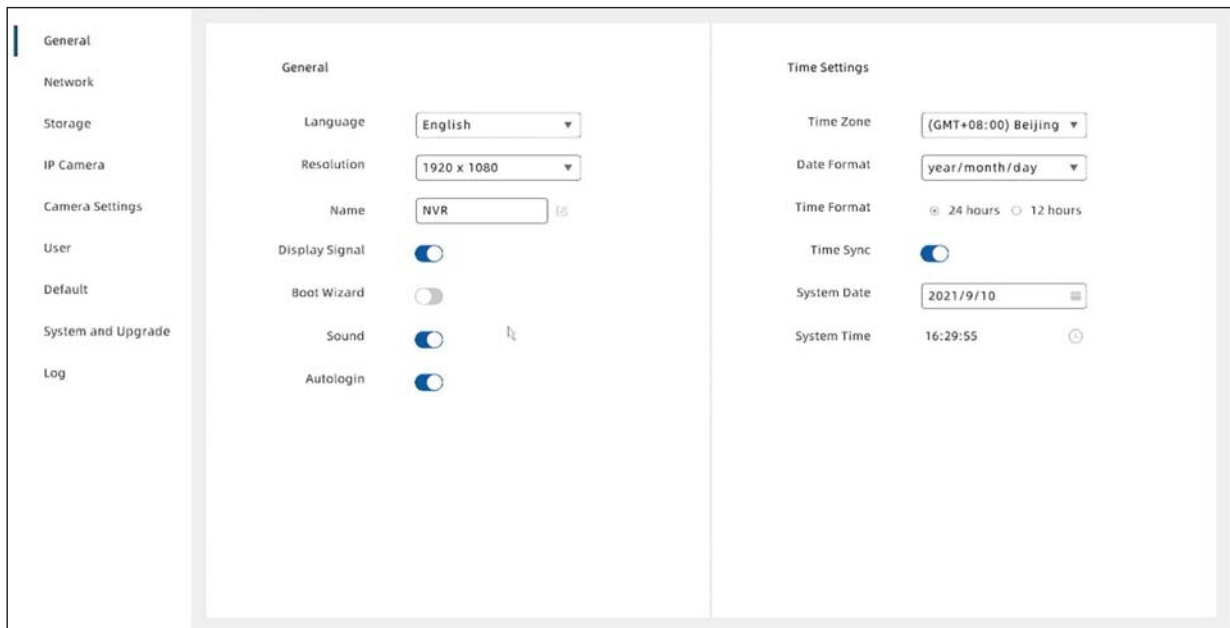 General
Network
Storage
IP Camera
Camera Settings
User
Default
System and Upgrade
Log
General
Language English
Resolution 1920 x 1080
Name NVR
Display Signal
Boot Wizard
Sound
Autologin
Time Settings
Time Zone (GMT+08:00) Beijing
Date Format year/month/day
Time Format 24 hours 12 hours
Time Sync
System Date 2021/9/10
System Time 16:29:55